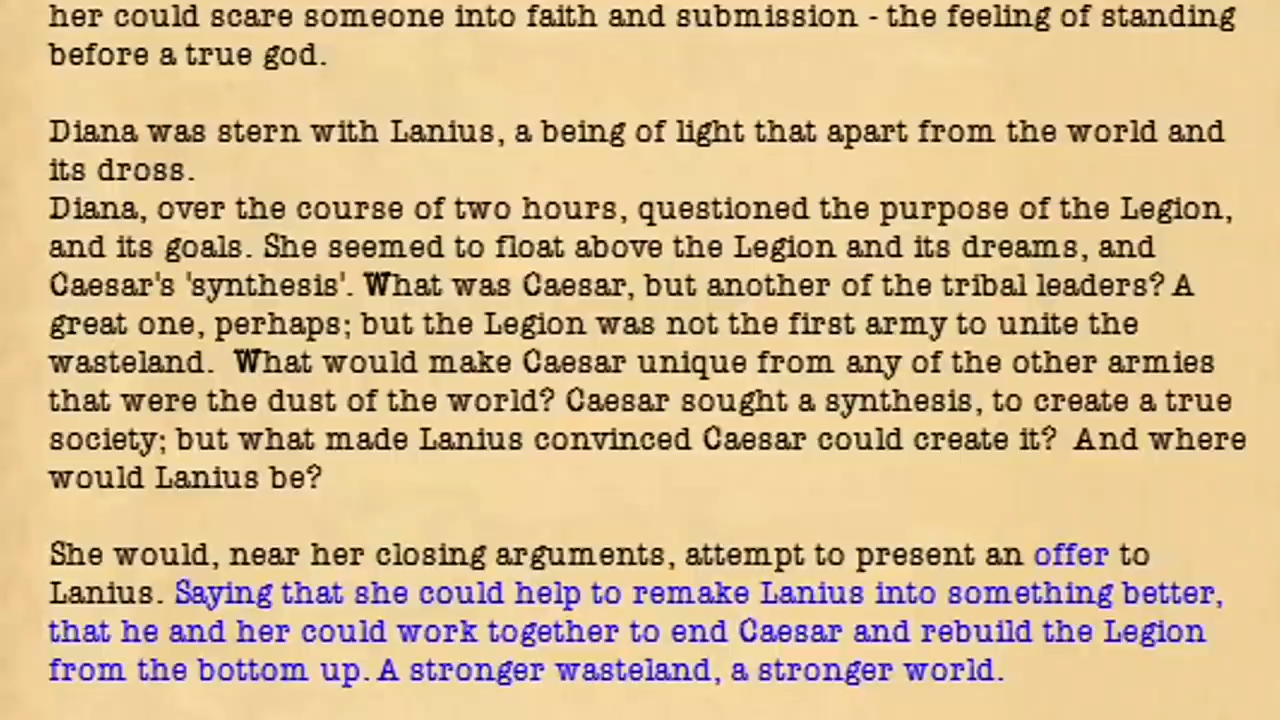 her could scare someone into faith and submission - the feeling of standing
before a true god.
Diana was stern with Lanius, a being of light that apart from the world and
its dross.
Diana, over the course of two hours, questioned the purpose of the Legion,
and its goals. She seemed to float above the Legion and its dreams, and
Caesar's 'synthesis'. What was Caesar, but another of the tribal leaders? A
great one, perhaps; but the Legion was not the first army to unite the
wasteland.  What would make Caesar unique from any of the other armies
that were the dust of the world? Caesar sought a synthesis, to create a true
society; but what made Lanius convinced Caesar could create it?  And where
would Lanius be?
She would, near her closing arguments, attempt to present an offer to
Lanius. Saying that she could help to remake Lanius into something better,
that he and her could work together to end Caesar and rebuild the Legion
from the bottom up. A stronger wasteland, a stronger world.